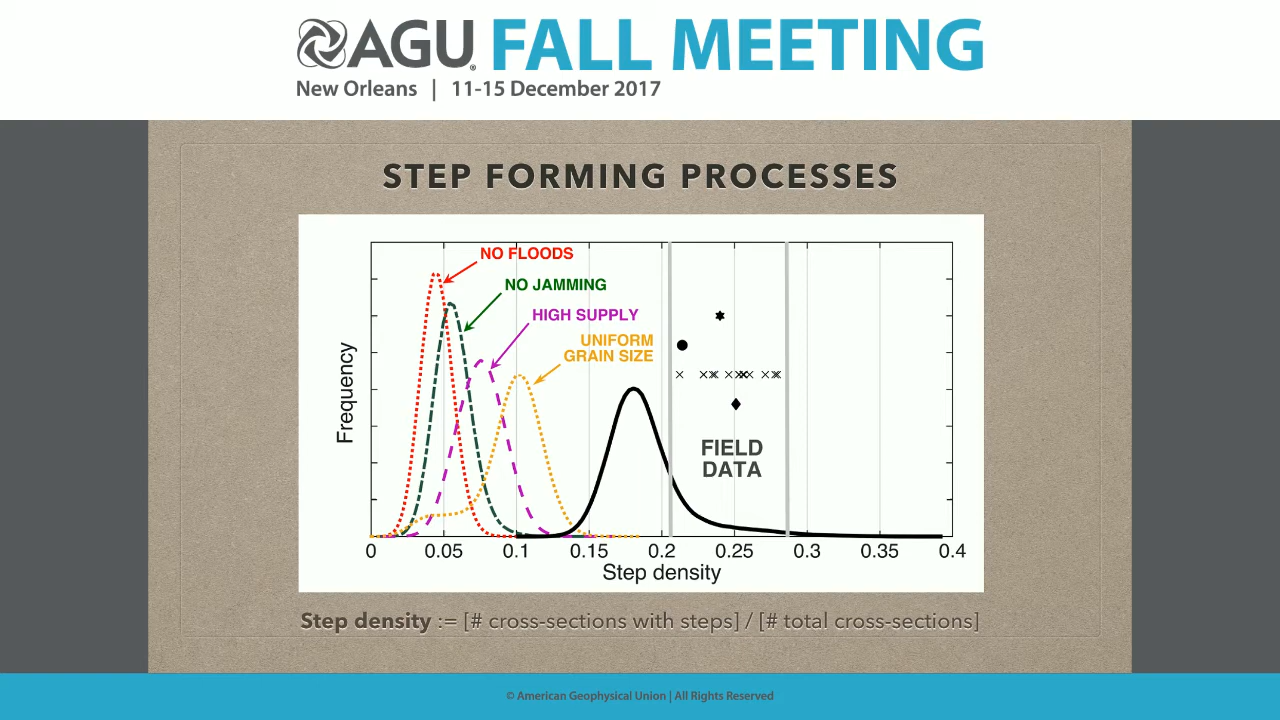 AGU FALL MEETING
New Orleans | 11-15 December 2017
STEP FORMING PROCESSES
NO FLOODS
NO JAMMING
HIGH SUPPLY
UNIFORM
GRAIN SIZE
FIELD
DATA
Frequency
0 0.05 0.1 0.15 0.2 0.25 0.3 0.35 0.4
Step density
Step density := [# cross-sections with steps] / [# total cross-sections]
© American Geophysical Union | All Rights Reserved